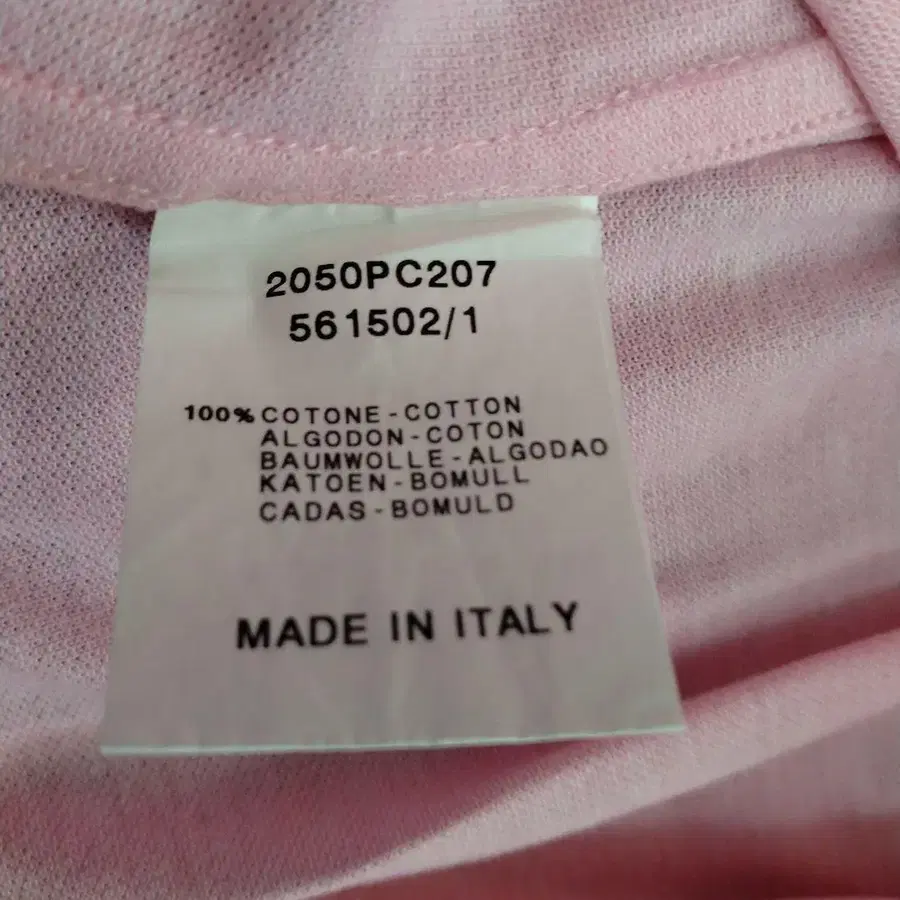 2050PC207
561502/1
100% COTONE-COTTON
ALGODON-COTON
BAUMWOLLE-ALGODAO
KATOEN-BOMULL
CADAS-BOMULD
MADE IN ITALY